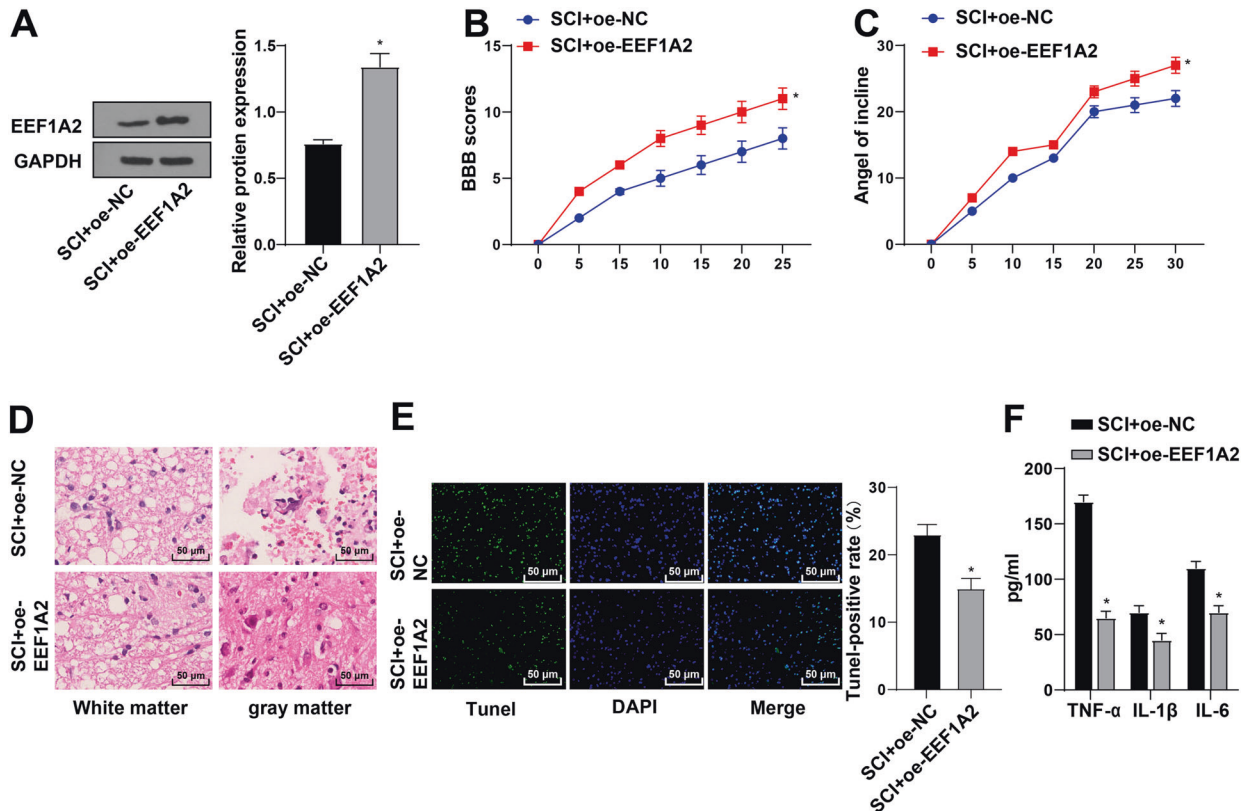 A
EEF1A2
GAPDH
SCI+oe-NC
SCI+oe-EEF1A2
Relative protien expression
1.5
1.0
0.5
0.0
*
SCI+oe-NC
SCI+oe-EEF1A2
B
SCI+oe-NC
SCI+oe-EEF1A2
BBB scores
15
10
5
0
*
0 5 15 10 15 20 25
C
SCI+oe-NC
SCI+oe-EEF1A2
Angel of incline
30
20
10
0
*
0 5 10 15 20 25 30
D
SCI+oe-NC
50 μm 50 μm
SCI+oe-
EEF1A2
50 μm 50 μm
White matter gray matter
E
SCI+oe-
NC
50 μm 50 μm 50 μm
SCI+oe-
EEF1A2
50 μm 50 μm 50 μm
Tunel DAPI Merge
Tunel-positive rate (%)
30
20
10
0
*
SCI+oe-NC
SCI+oe-EEF1A2
F
SCI+oe-NC
SCI+oe-EEF1A2
pg/ml
200
150
100
50
0
* * *
TNF-α IL-1β IL-6